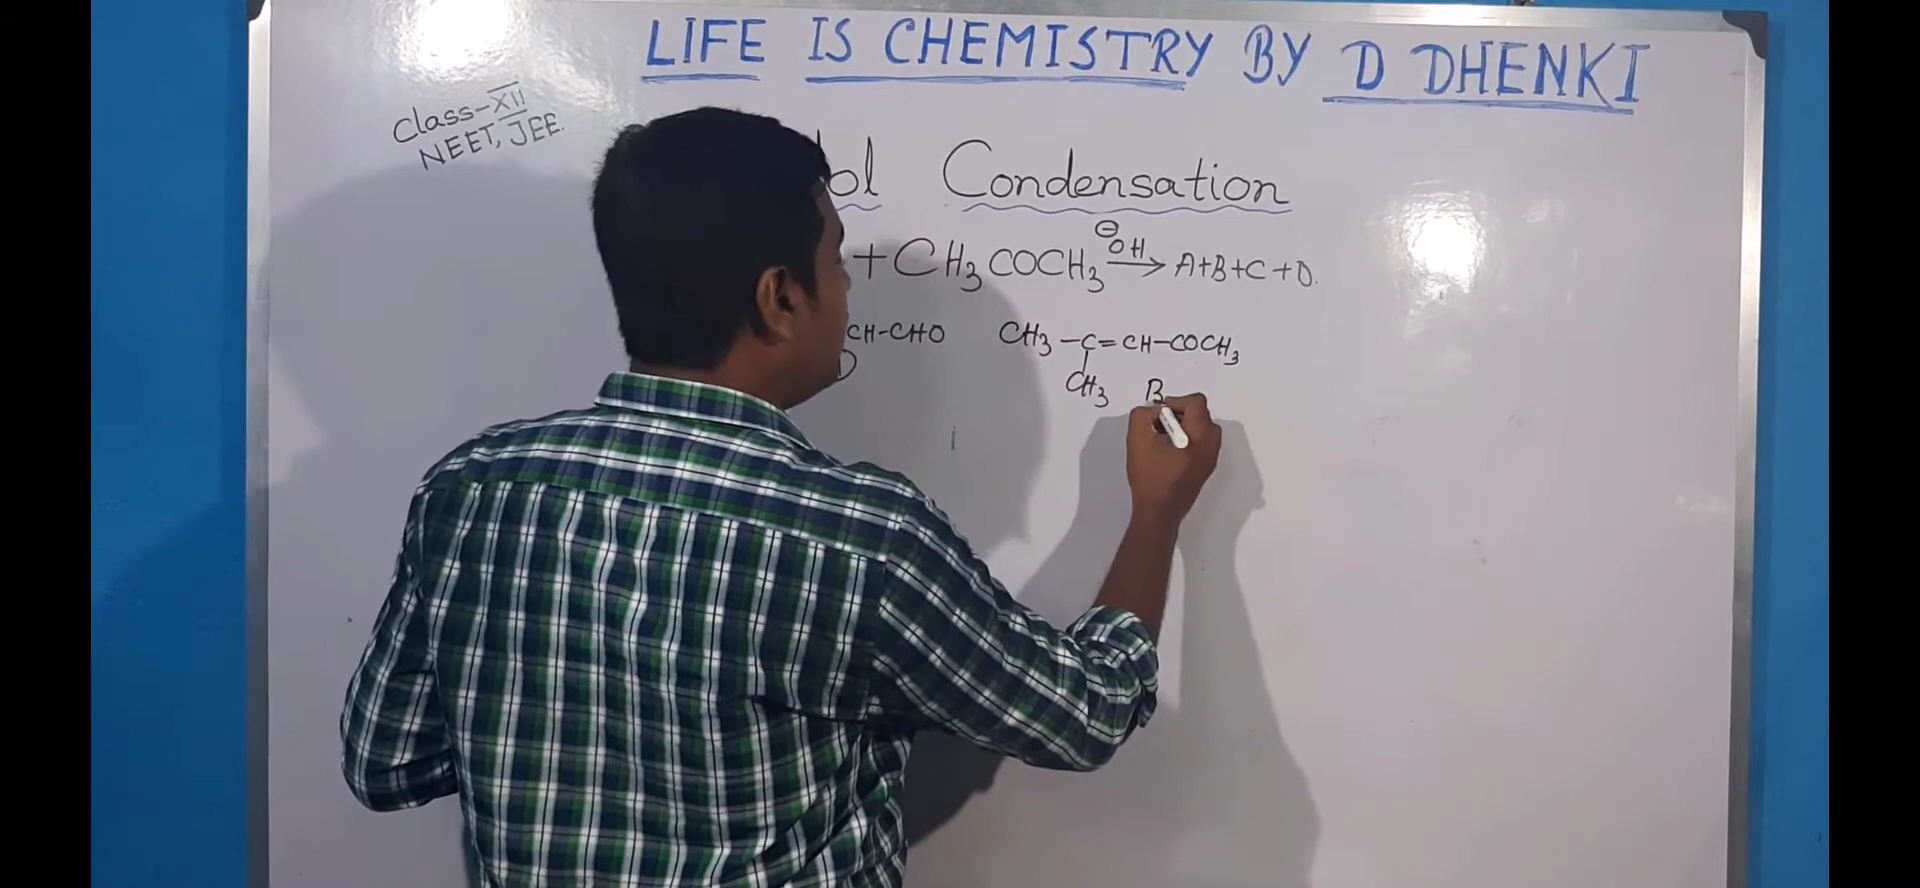 LIFE IS CHEMISTRY BY D DHENKI
Class-XII
NEET, JEE.
ol Condensation
+ CH₃COCH₃ ⊖OH → A+B+C+D.
CH-CHO CH₃-C=CH-COCH₃
CH₃ B